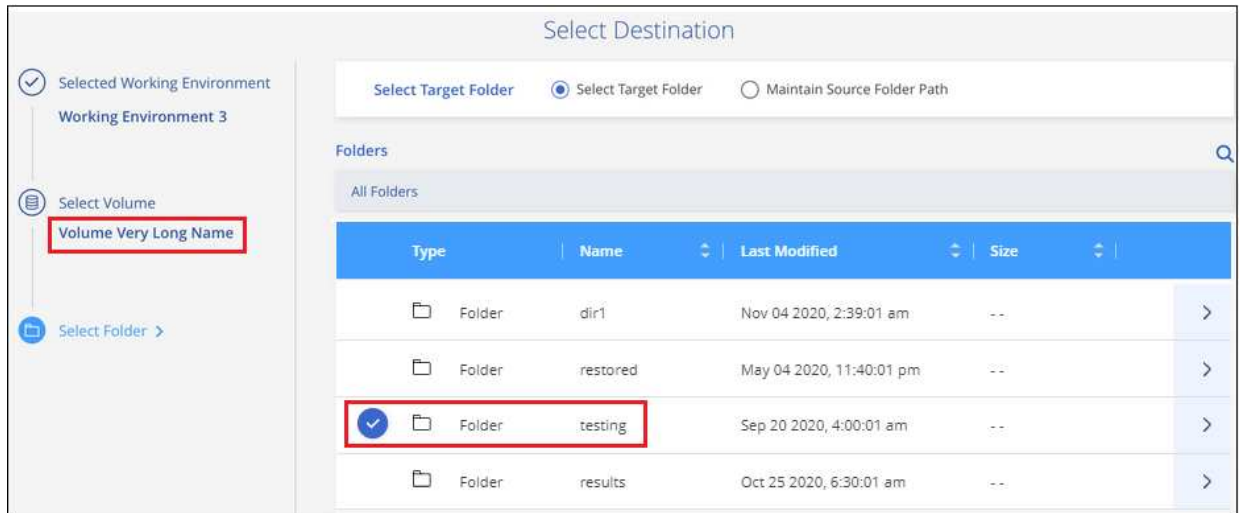 Select Destination
Selected Working Environment
Working Environment 3
Select Volume
Volume Very Long Name
Select Folder >
Select Target Folder Select Target Folder Maintain Source Folder Path
Folders
All Folders
Type Name Last Modified Size
Folder dir1 Nov 04 2020, 2:39:01 am - -
Folder restored May 04 2020, 11:40:01 pm - -
Folder testing Sep 20 2020, 4:00:01 am - -
Folder results Oct 25 2020, 6:30:01 am - -